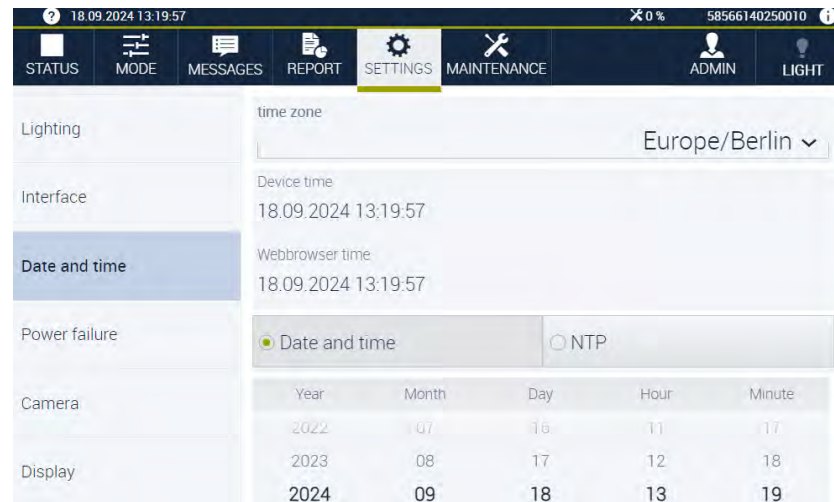 ? 18.09.2024 13:19:57 0 % 58566140250010 i
STATUS MODE MESSAGES REPORT SETTINGS MAINTENANCE ADMIN LIGHT
Lighting
Interface
Date and time
Power failure
Camera
Display
time zone
Europe/Berlin
Device time
18.09.2024 13:19:57
Webbrowser time
18.09.2024 13:19:57
Date and time NTP
Year Month Day Hour Minute
2022 07 16 11 17
2023 08 17 12 18
2024 09 18 13 19